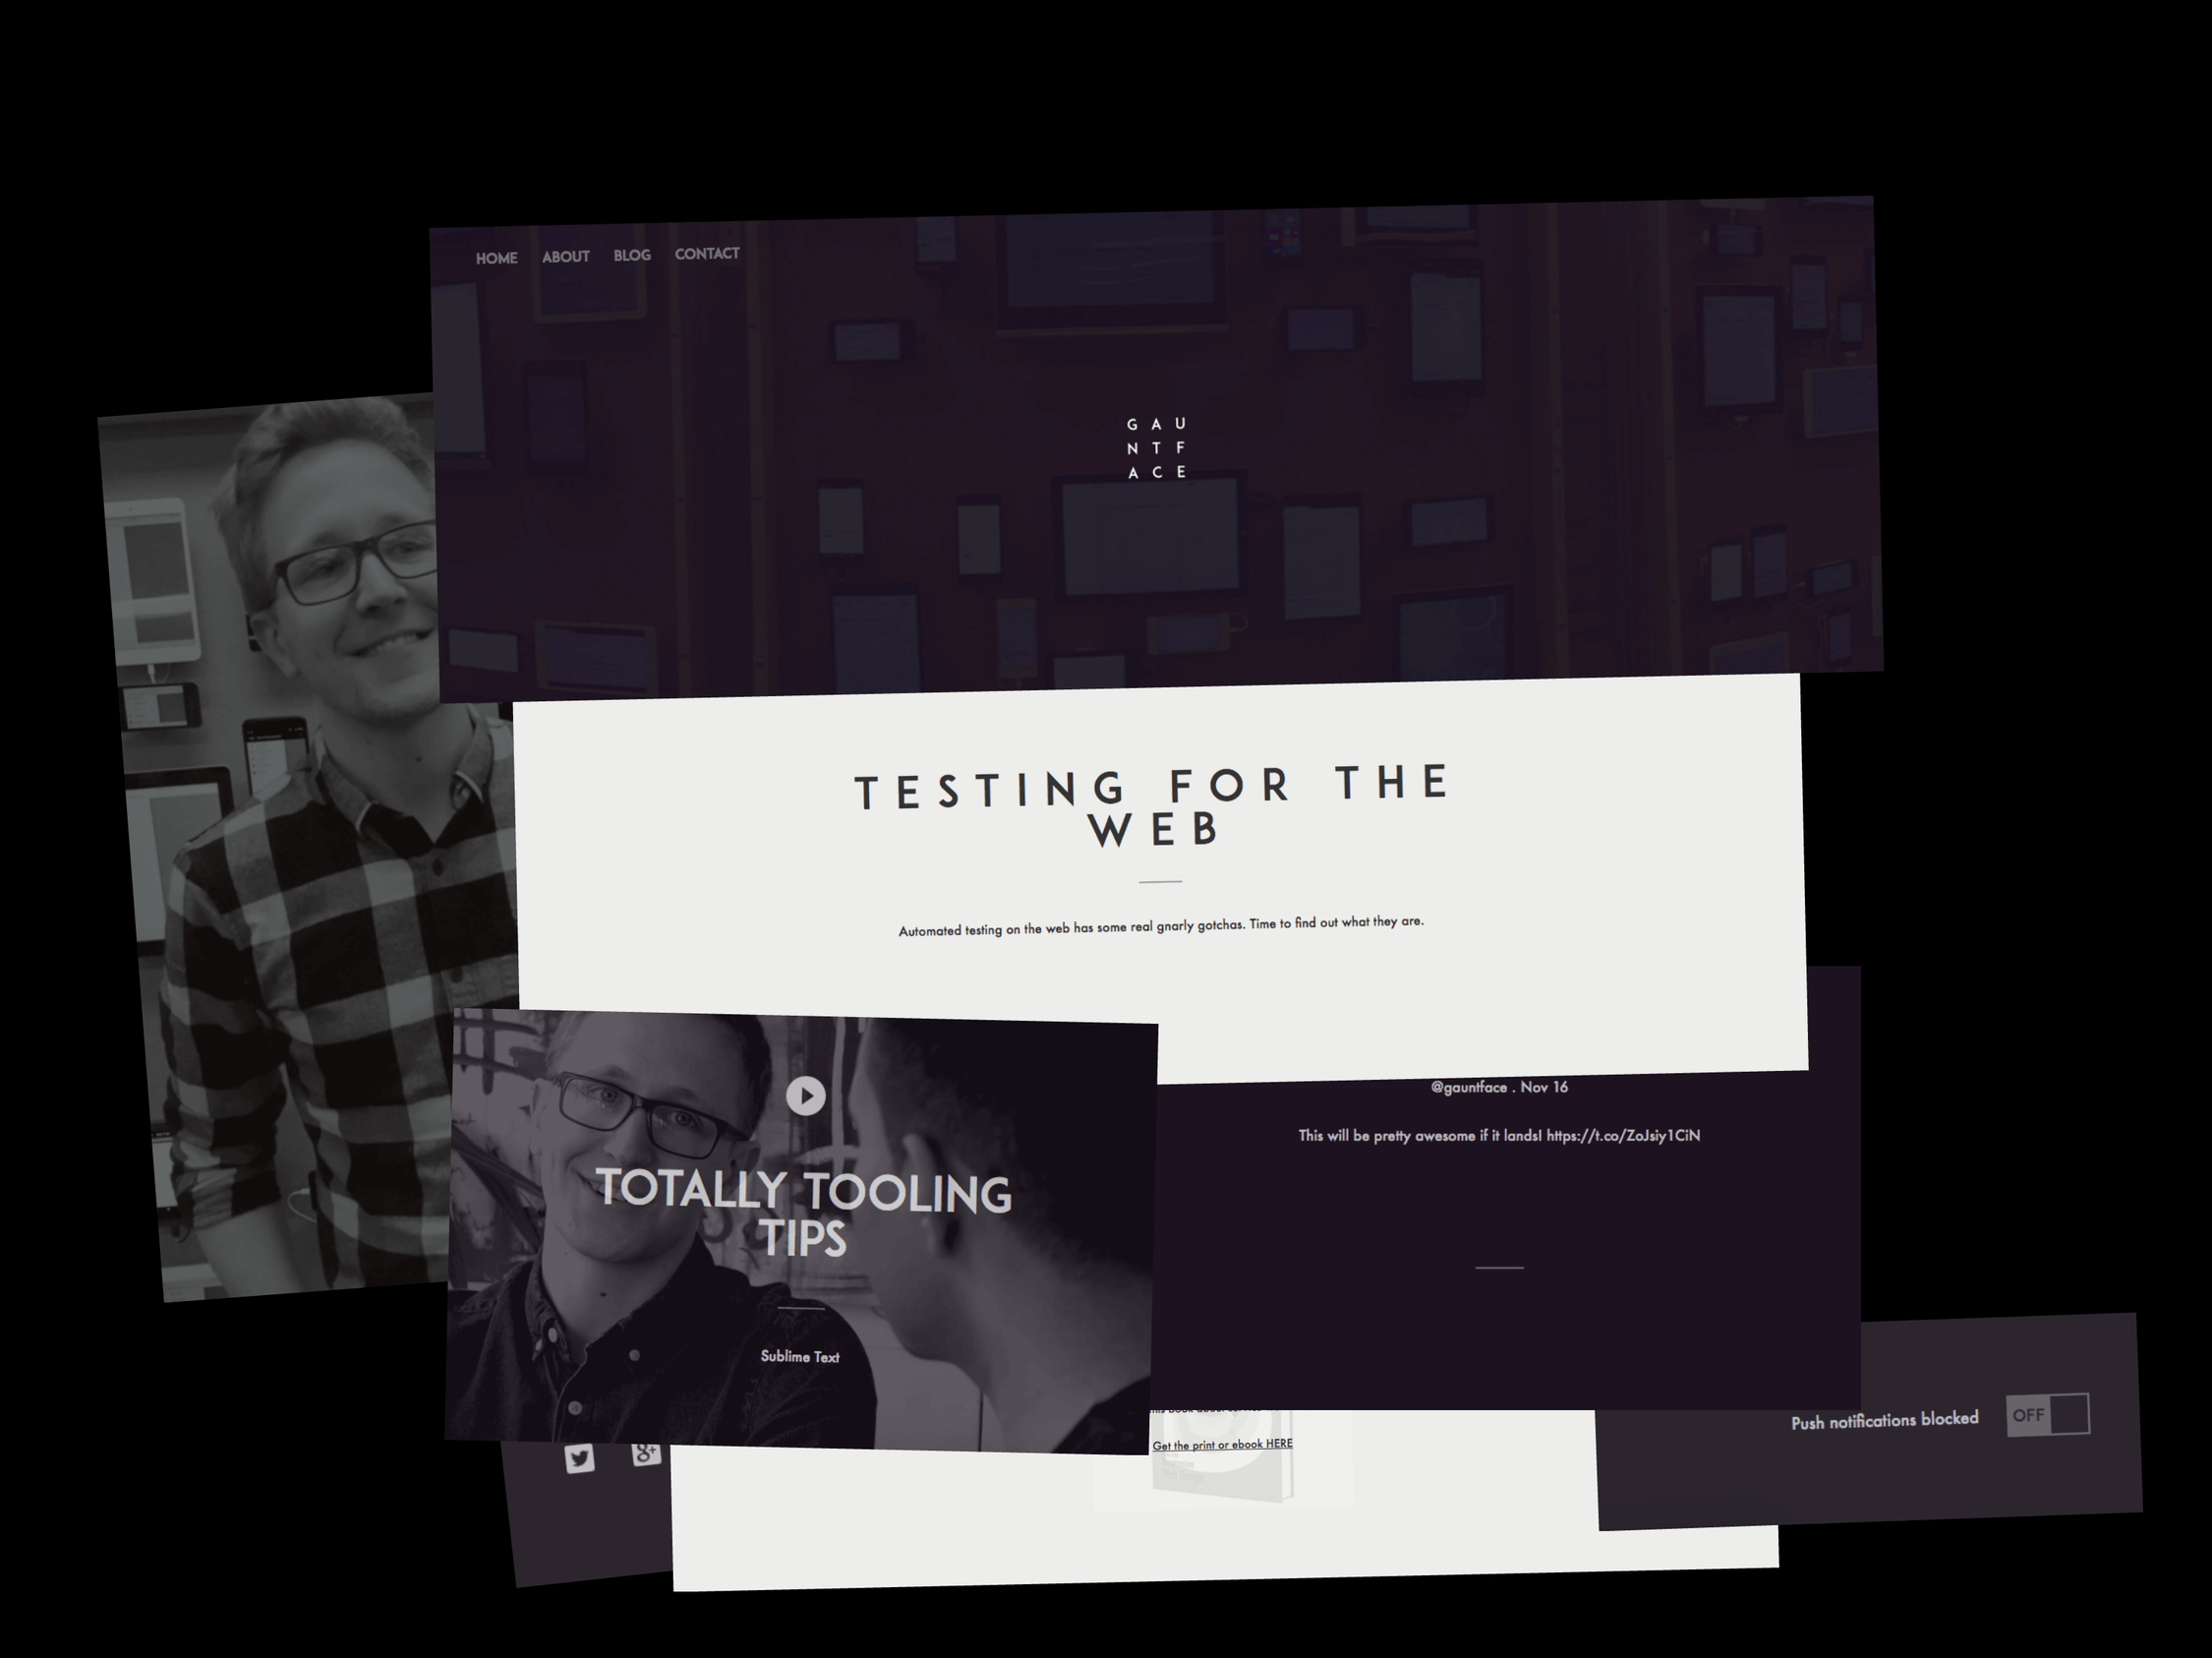 HOME ABOUT BLOG CONTACT
G A U
N T F
A C E
TESTING FOR THE
WEB
Automated testing on the web has some real gnarly gotchas. Time to find out what they are.
@gauntface . Nov 16
This will be pretty awesome if it lands! https://t.co/ZoJsiy1CiN
TOTALLY TOOLING
TIPS
Sublime Text
Push notifications blocked OFF
g+
Get the print or ebook HERE